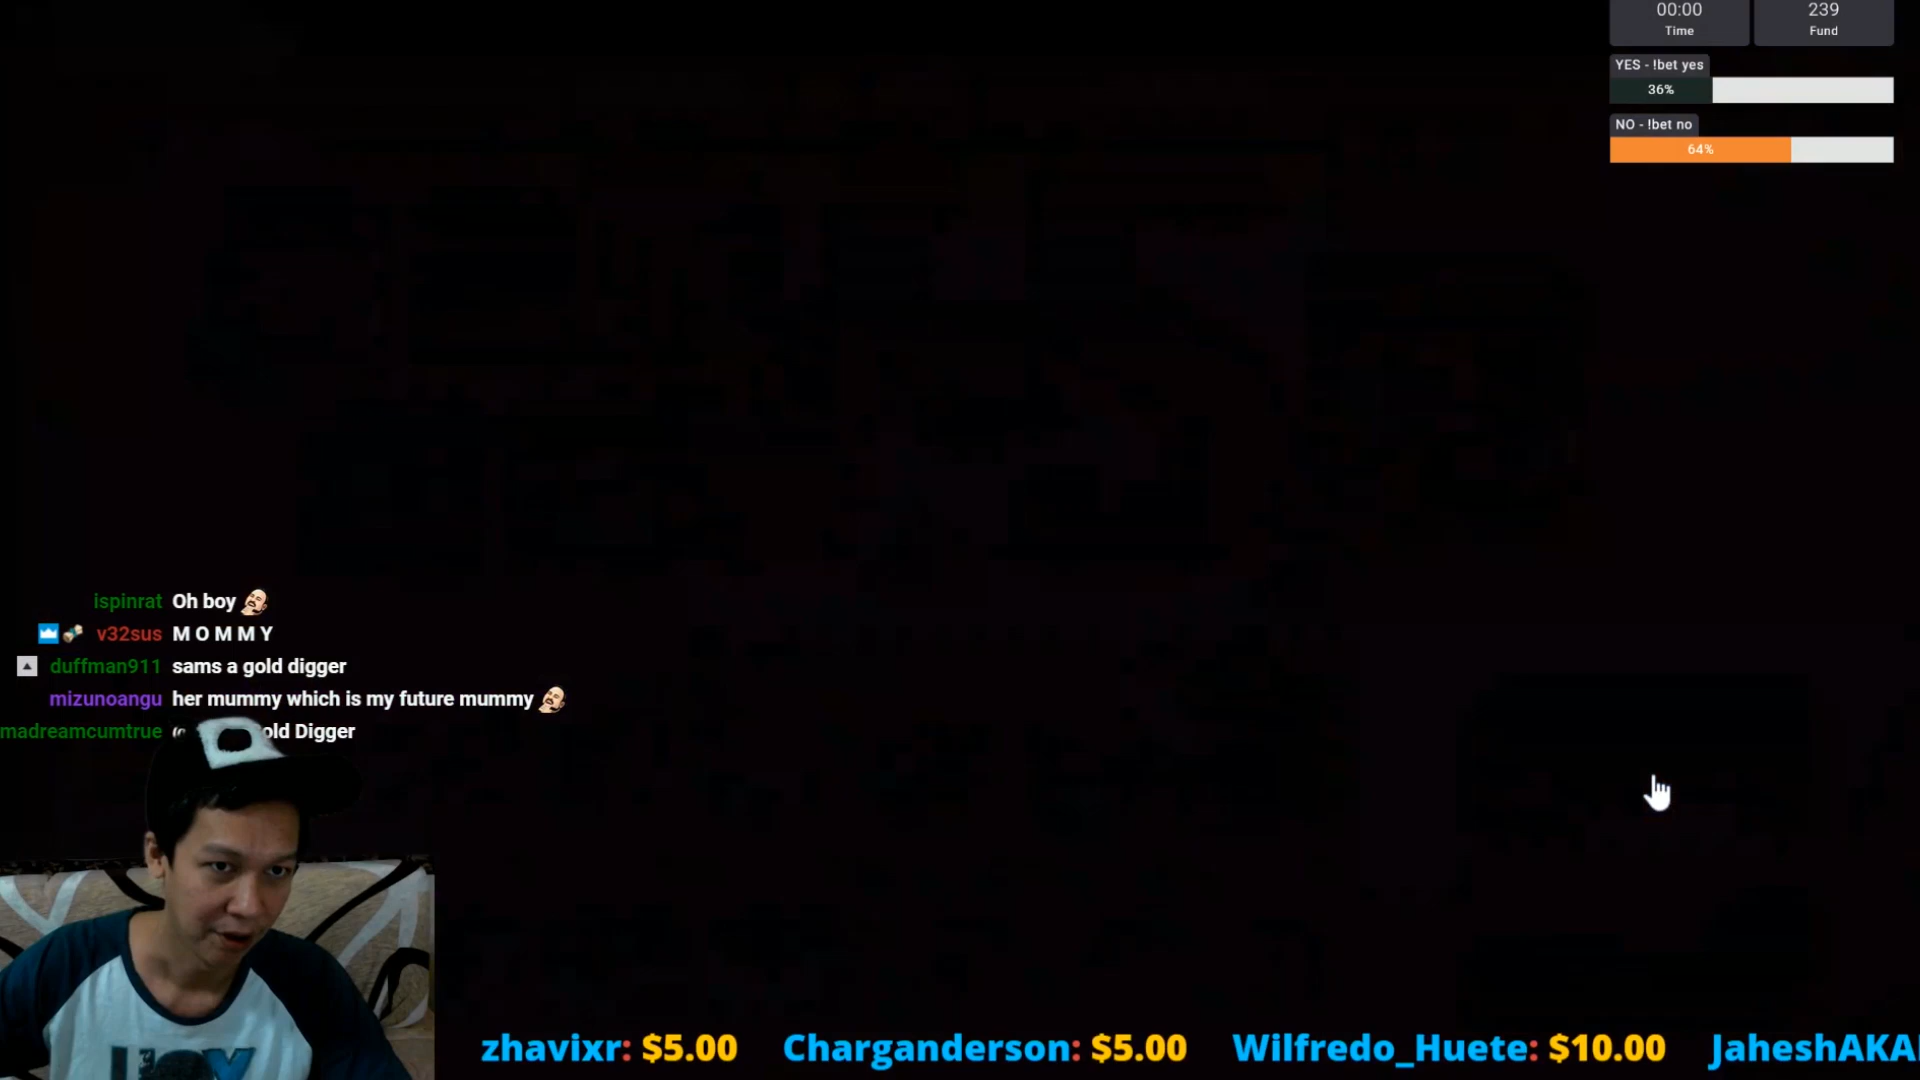 00:00
Time
239
Fund
YES - !bet yes
36%
NO - !bet no
64%
ispinrat Oh boy
v32sus M O M M Y
duffman911 sams a gold digger
mizunoangu her mummy which is my future mummy
madreamcumtrue old Digger
zhavixr: $5.00 Charganderson: $5.00 Wilfredo_Huete: $10.00 JaheshAKA